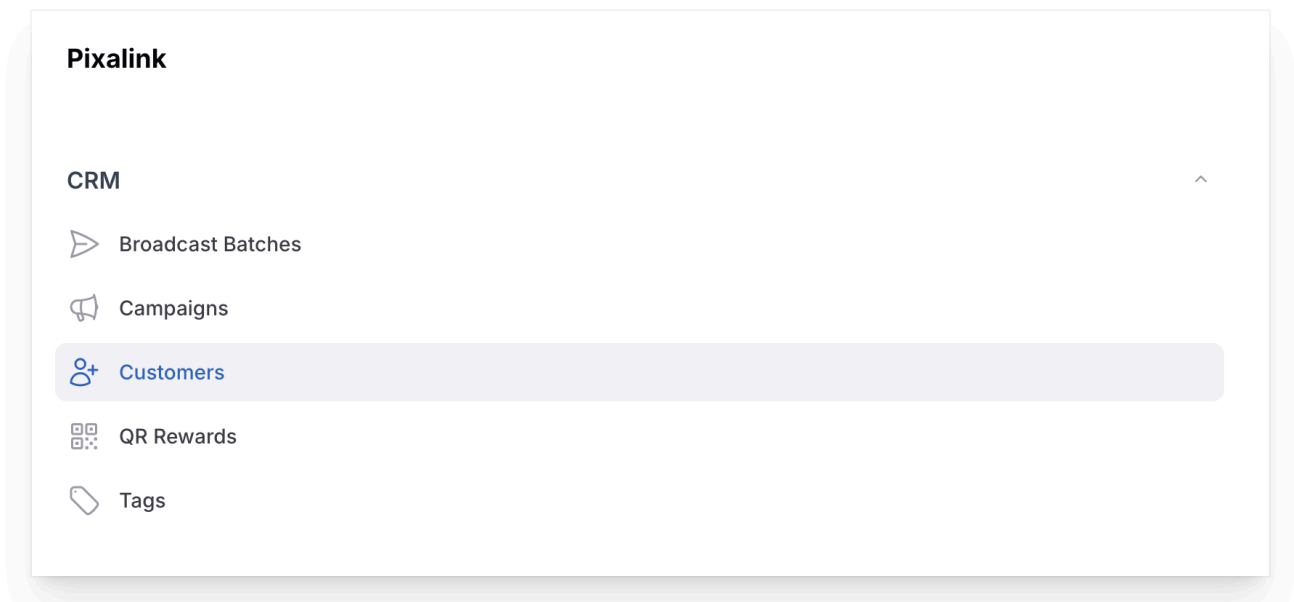 Pixalink
CRM
Broadcast Batches
Campaigns
Customers
QR Rewards
Tags